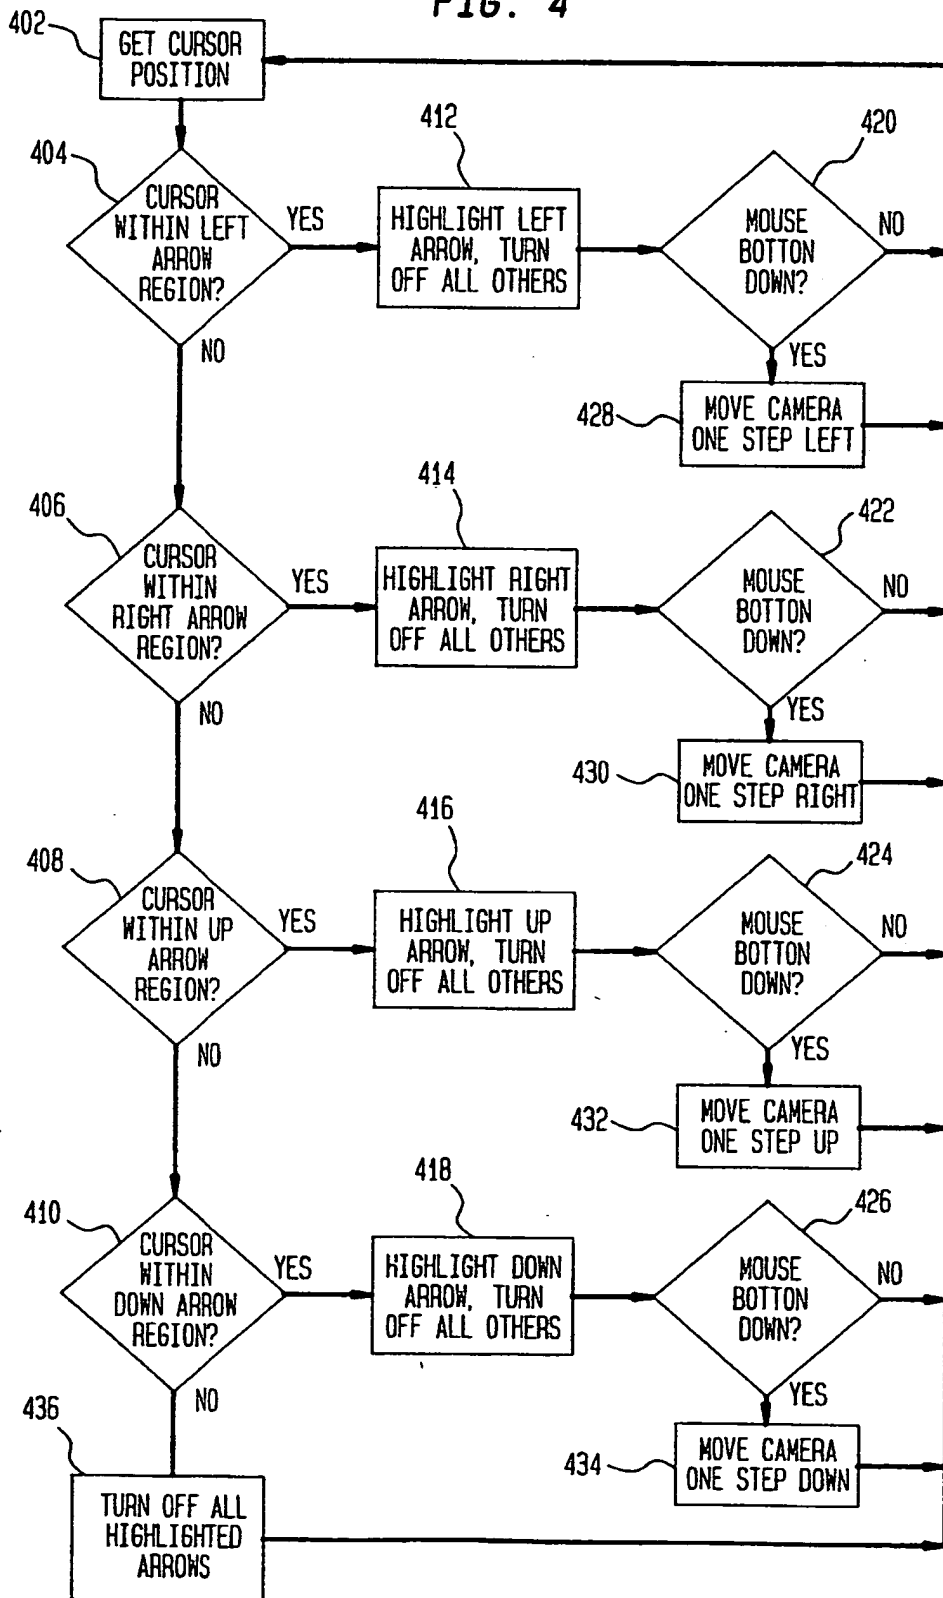 FIG. 4
402
GET CURSOR
POSITION
404
CURSOR
WITHIN LEFT
ARROW
REGION?
YES
NO
412
HIGHLIGHT LEFT
ARROW, TURN
OFF ALL OTHERS
420
MOUSE
BOTTON
DOWN?
NO
YES
428
MOVE CAMERA
ONE STEP LEFT
406
CURSOR
WITHIN
RIGHT ARROW
REGION?
YES
NO
414
HIGHLIGHT RIGHT
ARROW, TURN
OFF ALL OTHERS
422
MOUSE
BOTTON
DOWN?
NO
YES
430
MOVE CAMERA
ONE STEP RIGHT
408
CURSOR
WITHIN UP
ARROW
REGION?
YES
NO
416
HIGHLIGHT UP
ARROW, TURN
OFF ALL OTHERS
424
MOUSE
BOTTON
DOWN?
NO
YES
432
MOVE CAMERA
ONE STEP UP
410
CURSOR
WITHIN
DOWN ARROW
REGION?
YES
NO
418
HIGHLIGHT DOWN
ARROW, TURN
OFF ALL OTHERS
426
MOUSE
BOTTON
DOWN?
NO
YES
434
MOVE CAMERA
ONE STEP DOWN
436
TURN OFF ALL
HIGHLIGHTED
ARROWS